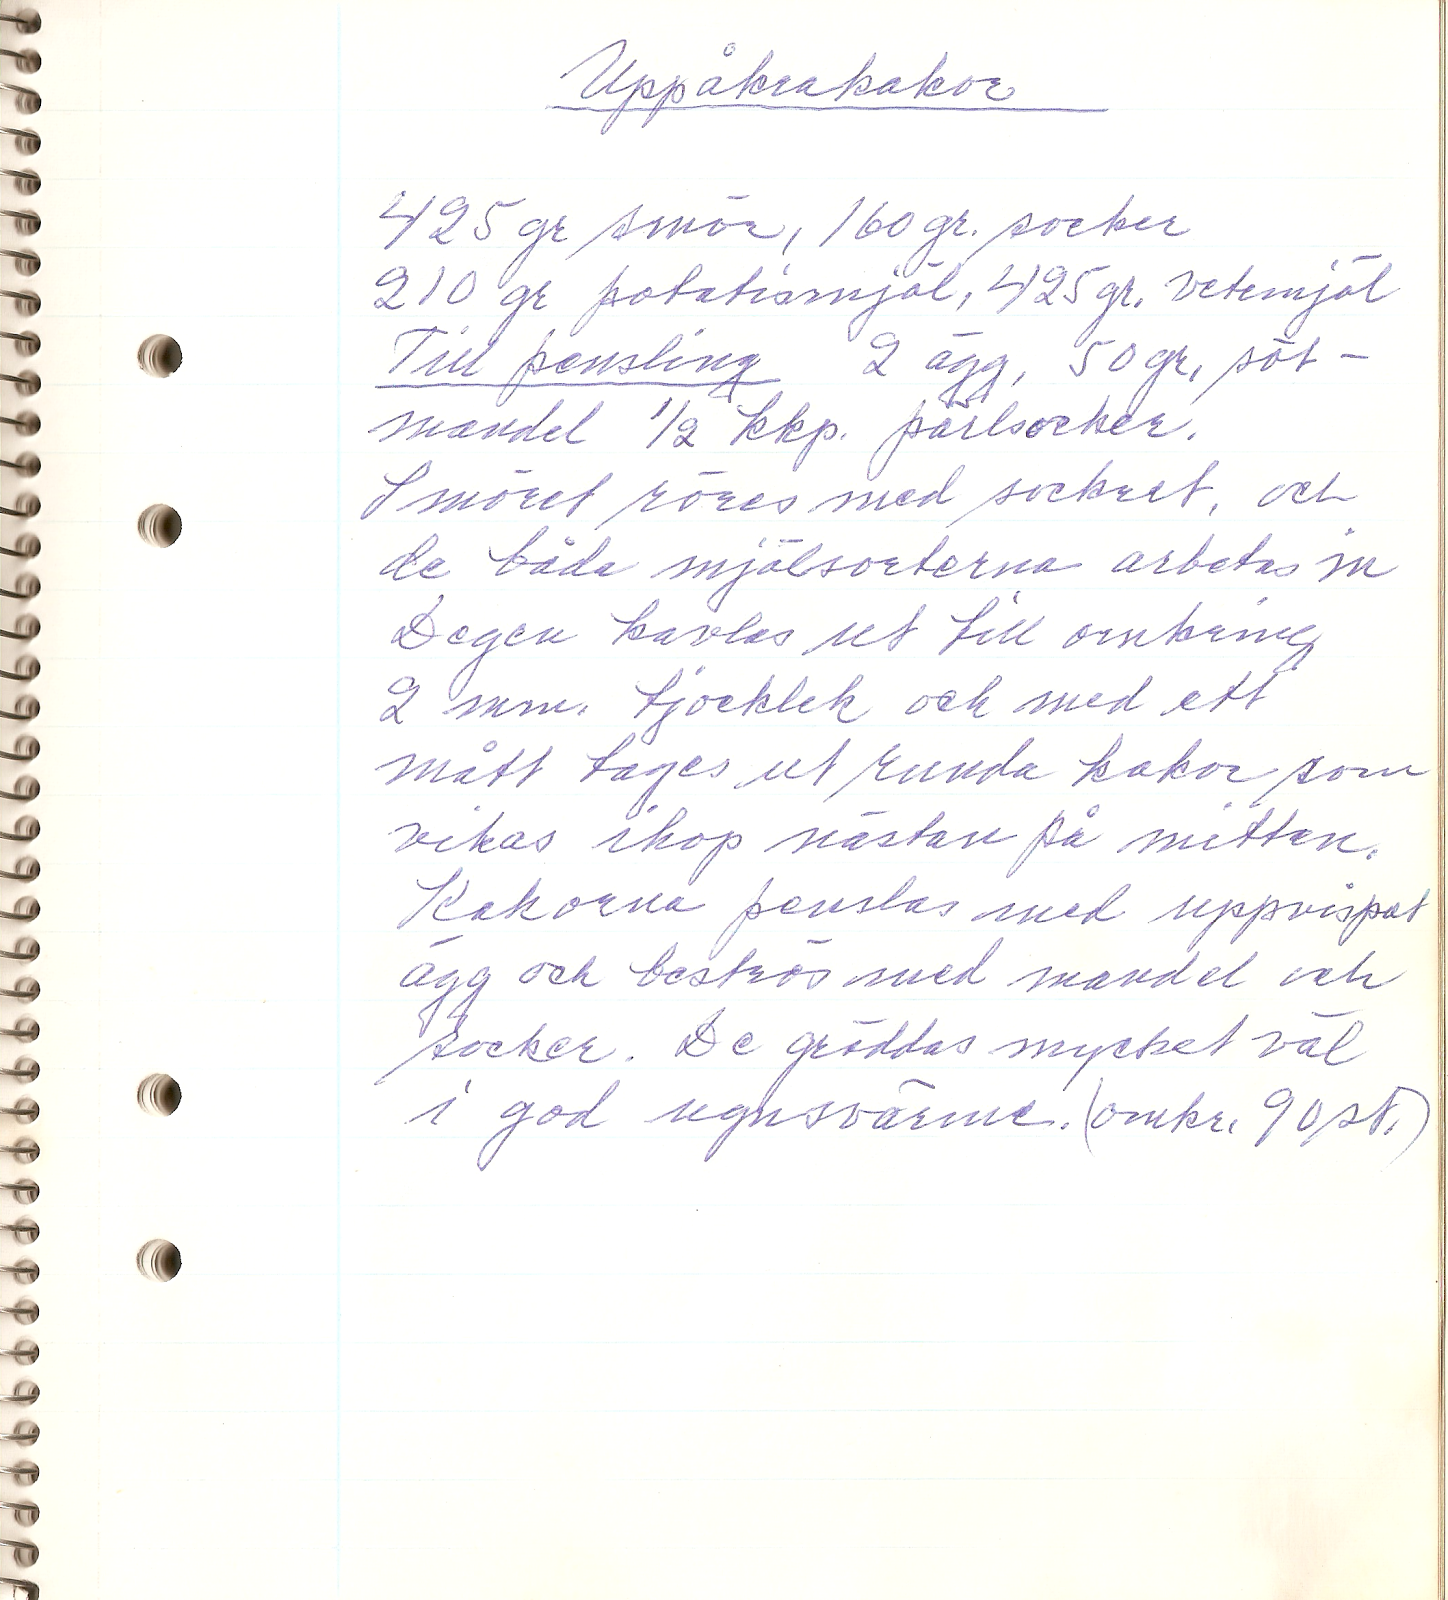 Uppåkrakakor
425 gr smör, 160 gr. socker
210 gr potatismjöl, 425 gr. vetemjöl
Till pensling 2 ägg, 50 gr, söt-
mandel 1/2 kkp. pärlsocker.
Smöret röres med sockret, och
de båda mjölsorterna arbetas in
Degen kavlas ut till omkring
2 mm. tjocklek och med ett
mått tages ut runda kakor som
vikas ihop nästan på mitten.
Kakorna penslas med uppvispat
ägg och beströs med mandel och
socker. De gräddas mycket väl
i god ugnsvärme. (omkr. 90 st.)